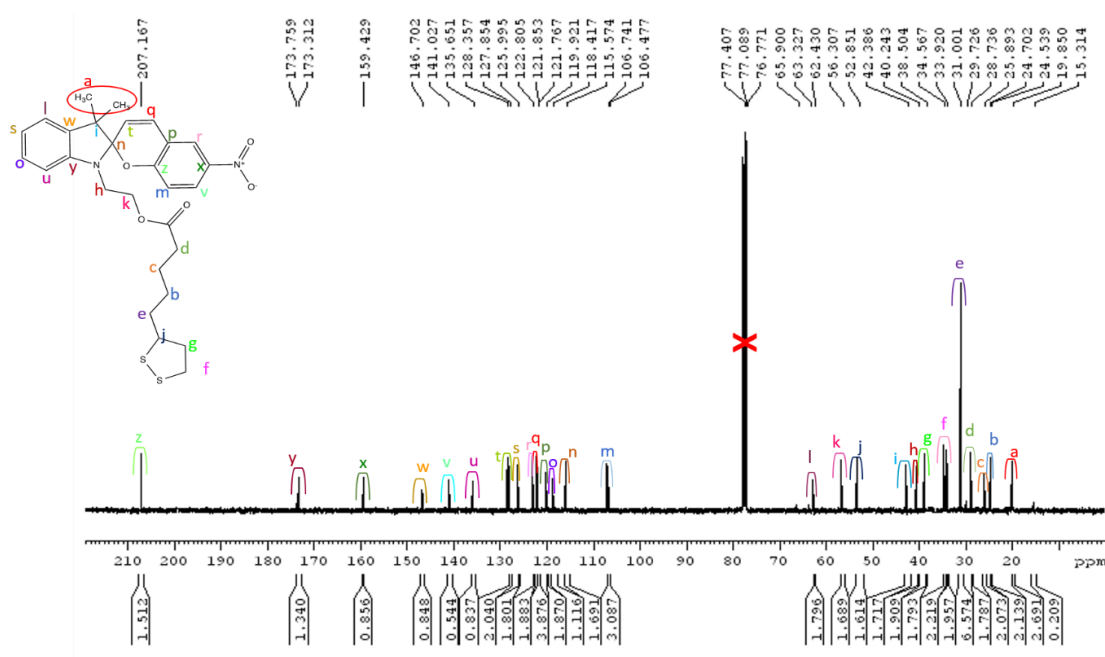 207.167
173.759
173.312
159.429
146.702
141.027
135.651
128.357
127.854
125.995
122.805
121.853
121.767
119.921
118.417
115.574
106.741
106.477
77.407
77.089
76.771
65.900
63.327
62.430
56.307
52.851
42.386
40.243
38.504
34.567
33.920
31.001
29.726
28.736
25.893
24.702
24.539
19.850
15.314
a
H₃C
CH₃
l
q
s
w
i
t
p
r
n
o
y
N
O
z
x
N⁺
O
O⁻
u
h
m
v
k
O
O
d
c
b
e
j
g
S
S
f
z
y
x
w
v
u
t
s
r
q
p
o
n
m
l
k
j
i
h
g
f
e
d
c
b
a
210 200 190 180 170 160 150 140 130 120 110 100 90 80 70 60 50 40 30 20 ppm
1.512
1.340
0.856
0.848
0.544
0.837
2.040
1.801
1.883
3.876
1.870
1.116
1.691
3.087
1.796
1.689
1.614
1.717
1.909
1.793
2.219
1.957
6.574
1.787
2.073
2.139
2.691
0.209